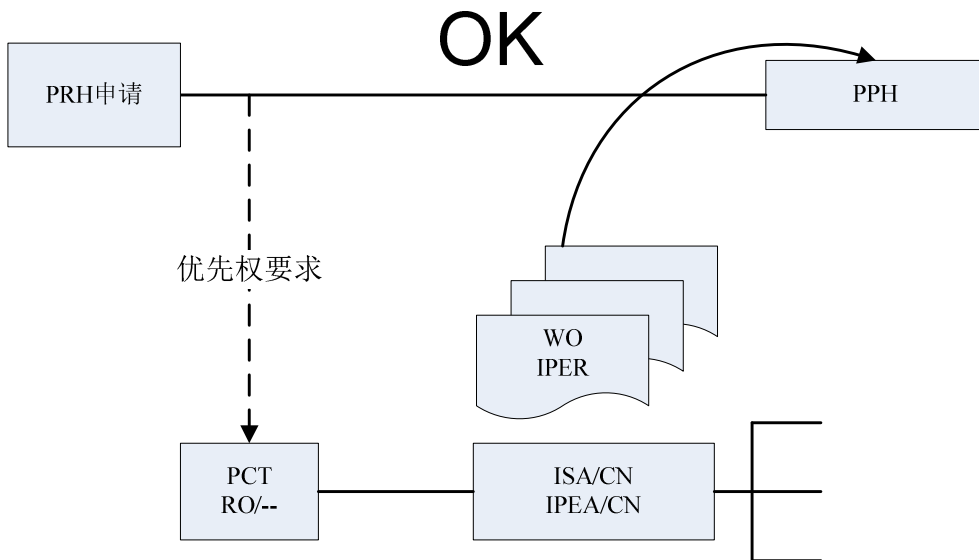 OK
PRH申请
PPH
优先权要求
WO
IPER
PCT
RO/--
ISA/CN
IPEA/CN